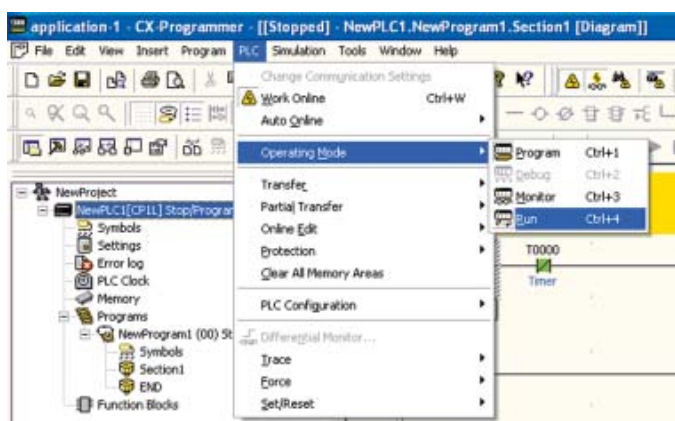 application-1 - CX-Programmer - [[Stopped] - NewPLC1.NewProgram1.Section1 [Diagram]]
File Edit View Insert Program PLC Simulation Tools Window Help
Change Communication Settings
Work Online Ctrl+W
Auto Online
Operating Mode
Program Ctrl+1
Debug Ctrl+2
Monitor Ctrl+3
Run Ctrl+4
Transfer
Partial Transfer
Online Edit
Protection
Clear All Memory Areas
PLC Configuration
Differential Monitor...
Trace
Force
Set/Reset
NewProject
NewPLC1[CP1L] Stop/Program
Symbols
Settings
Error log
PLC Clock
Memory
Programs
NewProgram1 (00) St
Symbols
Section1
END
Function Blocks
T0000
Timer